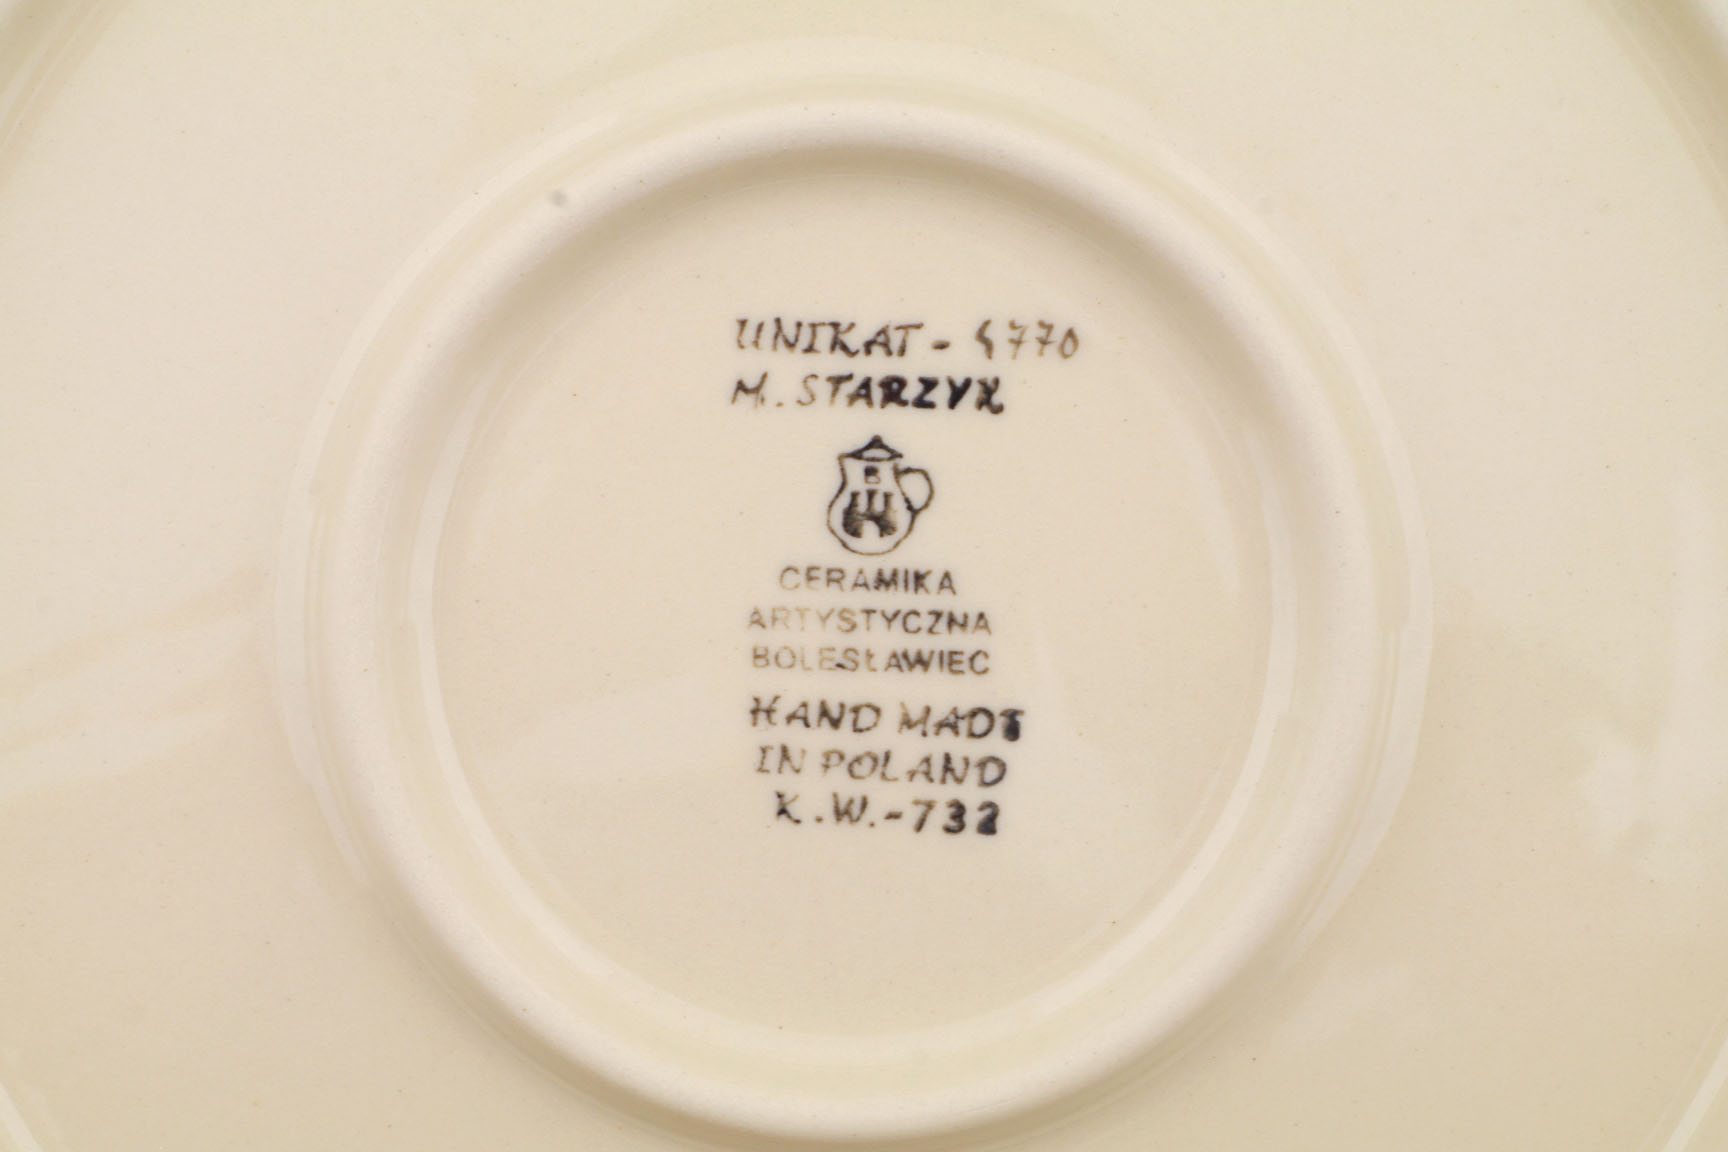 UNIKAT - 4770
M. STARZYK
B
CERAMIKA
ARTYSTYCZNA
BOLESŁAWIEC
HAND MADE
IN POLAND
K.W.-732